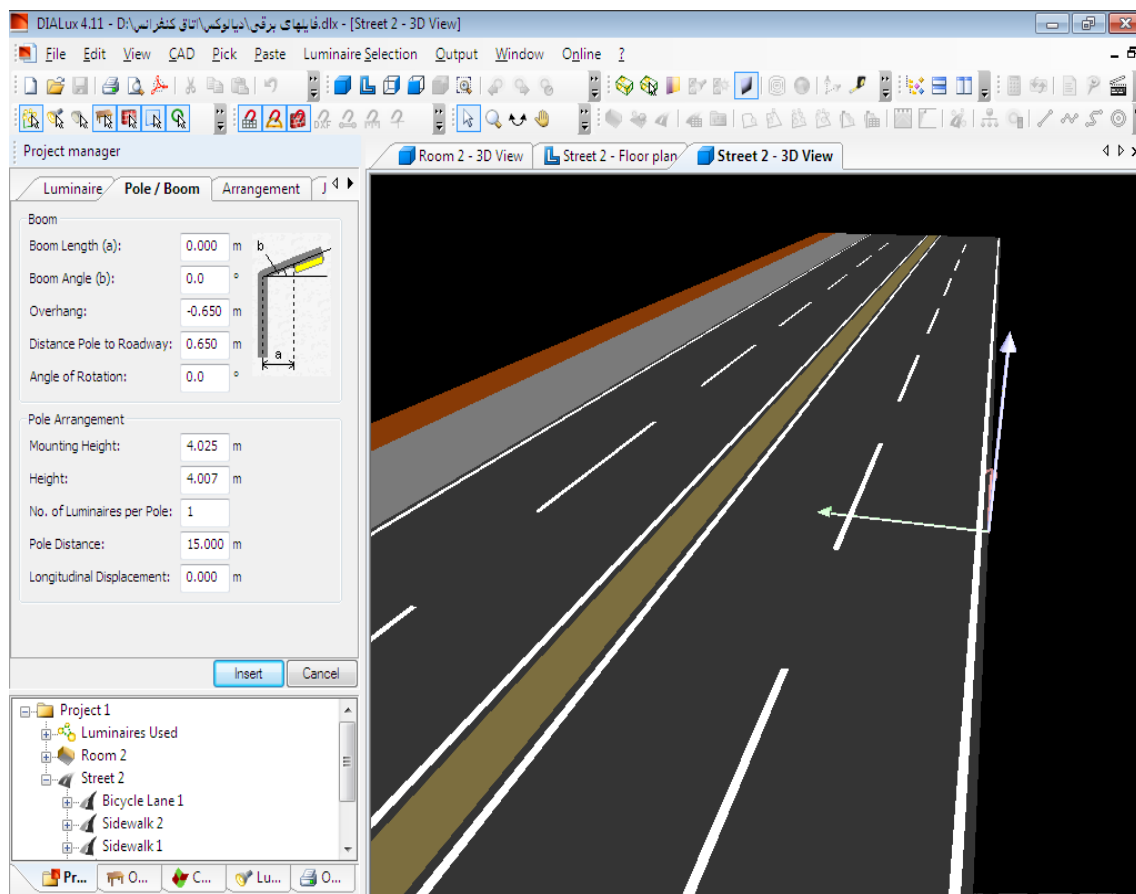 DIALux 4.11 - D:\فایلهای برقی\دیالوکس\اتاق کنفرانس.dlx - [Street 2 - 3D View]
File Edit View CAD Pick Paste Luminaire Selection Output Window Online ?
DXF
Project manager
Room 2 - 3D View Street 2 - Floor plan Street 2 - 3D View
Luminaire Pole / Boom Arrangement J
Boom
Boom Length (a): 0.000 m
Boom Angle (b): 0.0 °
Overhang: -0.650 m
Distance Pole to Roadway: 0.650 m
Angle of Rotation: 0.0 °
b
a
Pole Arrangement
Mounting Height: 4.025 m
Height: 4.007 m
No. of Luminaires per Pole: 1
Pole Distance: 15.000 m
Longitudinal Displacement: 0.000 m
Insert Cancel
Project 1
Luminaires Used
Room 2
Street 2
Bicycle Lane 1
Sidewalk 2
Sidewalk 1
Pr... O... C... Lu... O...